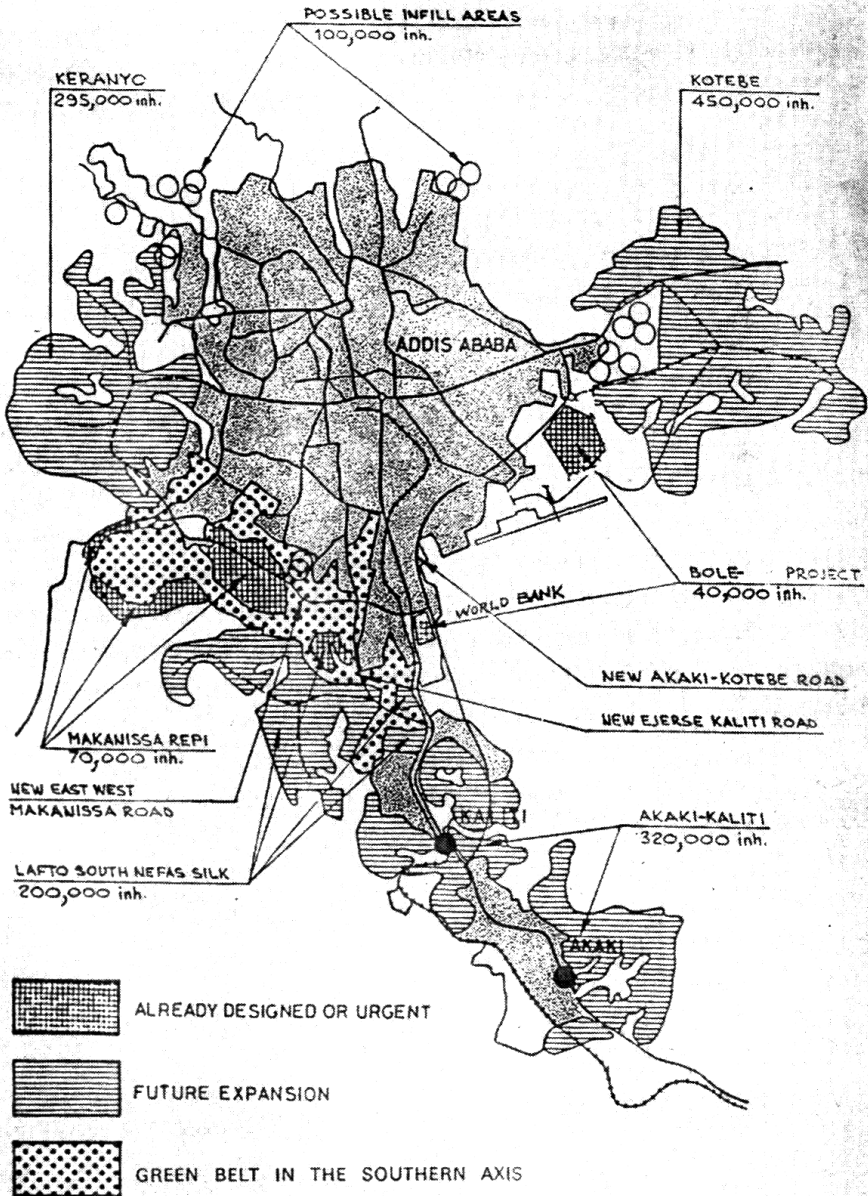 POSSIBLE INFILL AREAS
100,000 inh.
KERANYO
295,000 inh.
KOTEBE
450,000 inh.
ADDIS ABABA
BOLE- PROJECT
40,000 inh.
WORLD BANK
NEW AKAKI-KOTEBE ROAD
NEW EJERSE KALITI ROAD
MAKANISSA REPI
70,000 inh.
NEW EAST WEST
MAKANISSA ROAD
KALITI
AKAKI-KALITI
320,000 inh.
LAFTO SOUTH NEFAS SILK
200,000 inh.
AKAKI
ALREADY DESIGNED OR URGENT
FUTURE EXPANSION
GREEN BELT IN THE SOUTHERN AXIS